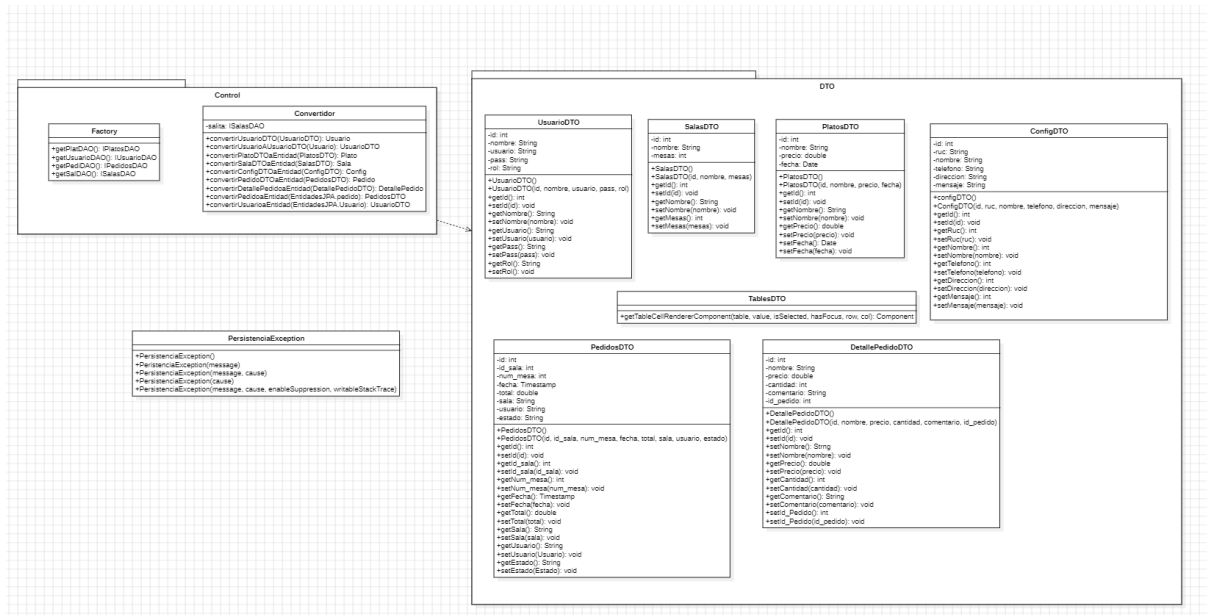 Control
Factory
+getPlatDAO(): IPlatosDAO
+getUsuarioDAO(): IUsuarioDAO
+getPediDAO(): IPedidosDAO
+getSalDAO(): ISalasDAO
Convertidor
-salita: ISalasDAO
+convertirUsuarioDTO(UsuarioDTO): Usuario
+convertirUsuarioAUsuarioDTO(Usuario): UsuarioDTO
+convertirPlatoDTOaEntidad(PlatosDTO): Plato
+convertirSalaDTOaEntidad(SalasDTO): Sala
+convertirConfigDTOaEntidad(ConfigDTO): Config
+convertirPedidoDTOaEntidad(PedidosDTO): Pedido
+convertirDetallePedidoaEntidad(DetallePedidoDTO): DetallePedido
+convertirPedidoaEntidad(EntidadesJPA.pedido): PedidosDTO
+convertiraEntidad(EntidadesJPA.Usuario): UsuarioDTO
PersistenciaException
+PersistenciaException()
+PeristenciaException(message)
+PersistenciaException(message, cause)
+PersistenciaException(cause)
+PersistenciaException(message, cause, enableSuppression, writableStackTrace)
DTO
UsuarioDTO
-id: int
-nombre: String
-usuario: String
-pass: String
-rol: String
+UsuarioDTO()
+UsuarioDTO(id, nombre, usuario, pass, rol)
+getId(): int
+setId(id): void
+getNombre(): String
+setNombre(nombre): void
+getUsuario(): String
+setUsuario(usuario): void
+getPass(): String
+setPass(pass): void
+getRol(): String
+setRol(): void
SalasDTO
-id: int
-nombre: String
-mesas: int
+SalasDTO()
+SalasDTO(id, nombre, mesas)
+getId(): int
+setId(id): void
+getNombre(): String
+setNombre(nombre): void
+getMesas(): int
+setMesas(mesas): void
PlatosDTO
-id: int
-nombre: String
-precio: double
-fecha: Date
+PlatosDTO()
+PlatosDTO(id, nombre, precio, fecha)
+getId(): int
+setId(id): void
+getNombre(): String
+setNombre(nombre): void
+getPrecio(): double
+setPrecio(precio): void
+setFecha(): Date
+setFecha(fecha): void
ConfigDTO
-id: int
-ruc: String
-nombre: String
-telefono: String
-direccion: String
-mensaje: String
+configDTO()
+ConfigDTO(id, ruc, nombre, telefono, direccion, mensaje)
+getId(): int
+setId(id): void
+getRuc(): int
+setRuc(ruc): void
+getNombre(): int
+setNombre(nombre): void
+getTelefono(): int
+setTelefono(telefono): void
+getDireccion(): int
+setDireccion(direccion): void
+getMensaje(): int
+setMensaje(mensaje): void
TablesDTO
+getTableCellRendererComponent(table, value, isSelected, hasFocus, row, col): Component
PedidosDTO
-id: int
-id_sala: int
-num_mesa: int
-fecha: Timestamp
-total: double
-sala: String
-usuario: String
-estado: String
+PedidosDTO()
+PedidosDTO(id, id_sala, num_mesa, fecha, total, sala, usuario, estado)
+getId(): int
+setId(id): void
+getId_sala(): int
+setId_sala(id_sala): void
+getNum_mesa(): int
+setNum_mesa(num_mesa): void
+getFecha(): Timestamp
+setFecha(fecha): void
+getTotal(): double
+setTotal(total): void
+getSala(): String
+setSala(sala): void
+getUsuario(): String
+setUsuario(Usuario): void
+getEstado(): String
+setEstado(Estado): void
DetallePedidoDTO
-id: int
-nombre: String
-precio: double
-cantidad: int
-comentario: String
-id_pedido: int
+DetallePedidoDTO()
+DetallePedidoDTO(id, nombre, precio, cantidad, comentario, id_pedido)
+getId(): int
+setId(id): void
+setNombre(): Strng
+setNombre(nombre): void
+getPrecio(): double
+setPrecio(precio): void
+getCantidad(): int
+setCantidad(cantidad): void
+getComentario(): String
+setComentario(comentario): void
+setId_Pedido(): int
+setId_Pedido(id_pedido): void